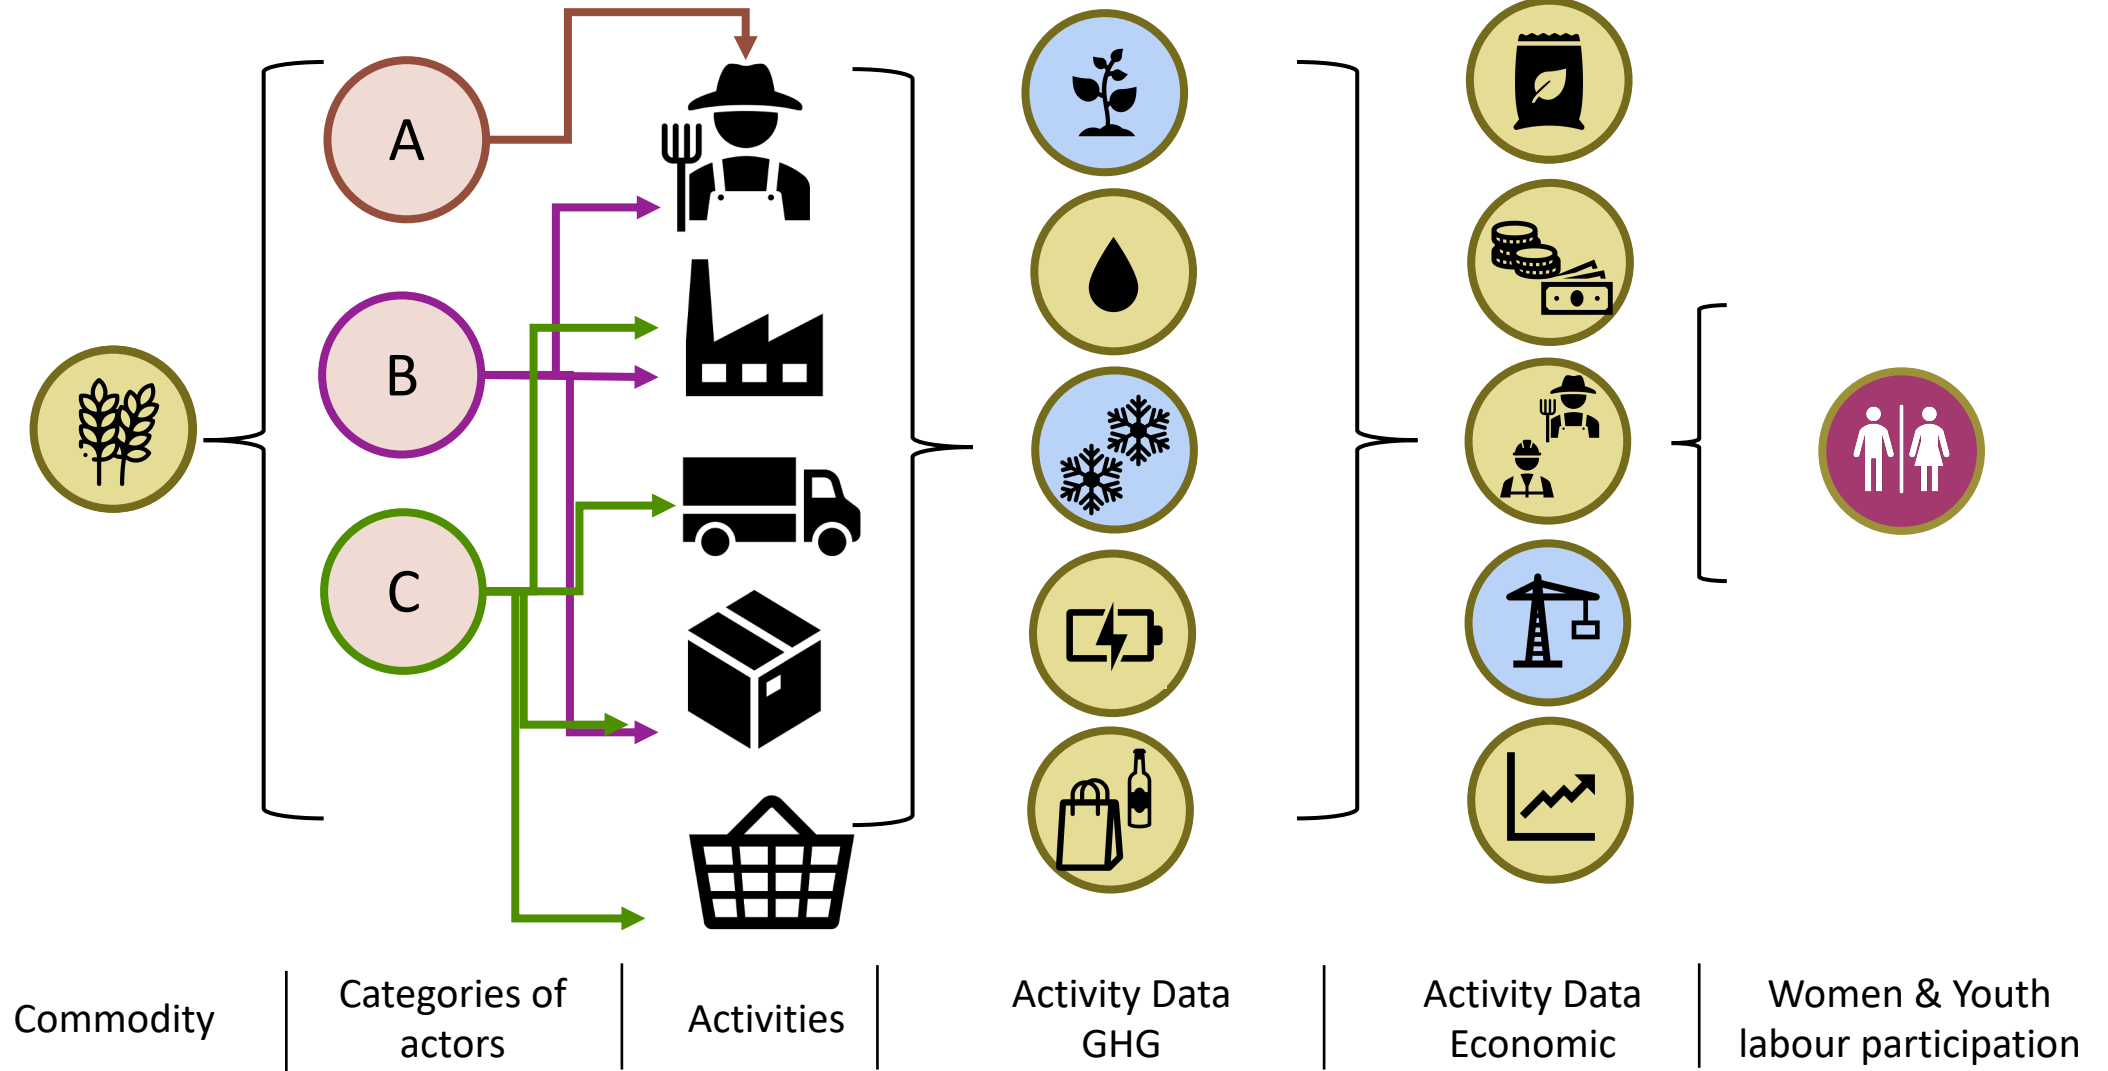 A
B
C
Commodity
Categories of
actors
Activities
Activity Data
GHG
Activity Data
Economic
Women & Youth
labour participation